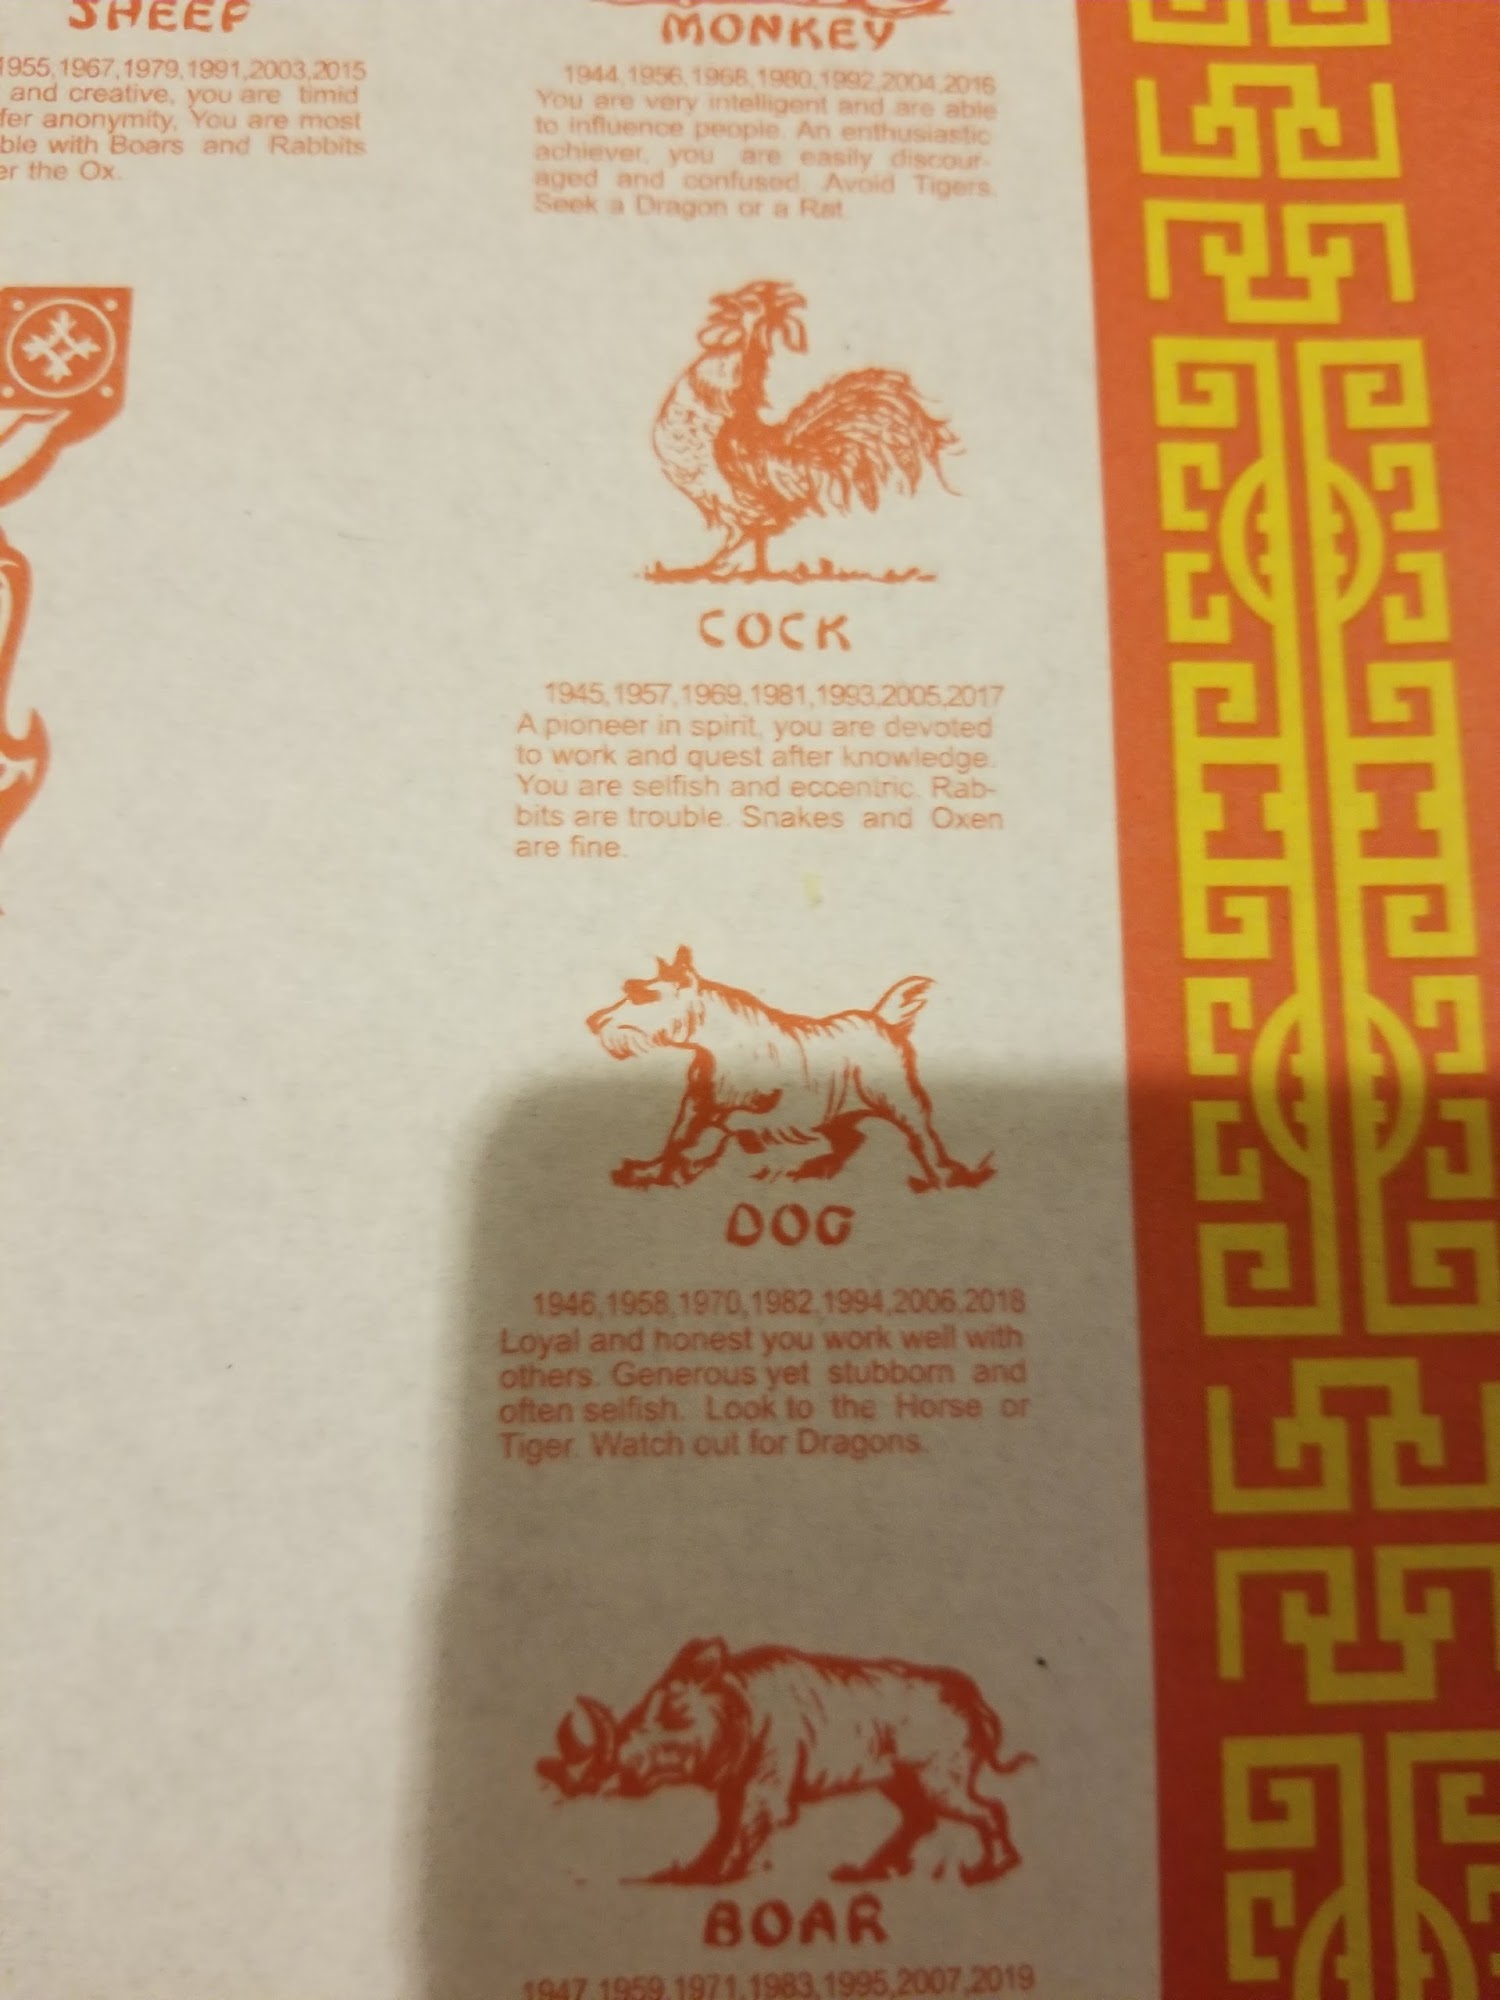 SHEEP
1955,1967,1979,1991,2003,2015
and creative, you are timid
fer anonymity, You are most
ble with Boars and Rabbits
er the Ox.
MONKEY
1944,1956,1968,1980,1992,2004,2016
You are very intelligent and are able
to influence people. An enthusiastic
achiever, you are easily discour-
aged and confused. Avoid Tigers.
Seek a Dragon or a Rat.
COCK
1945,1957,1969,1981,1993,2005,2017
A pioneer in spirit, you are devoted
to work and quest after knowledge.
You are selfish and eccentric. Rab-
bits are trouble. Snakes and Oxen
are fine.
DOG
1946,1958,1970,1982,1994,2006,2018
Loyal and honest you work well with
others. Generous yet stubborn and
often selfish. Look to the Horse or
Tiger. Watch out for Dragons.
BOAR
1947,1959,1971,1983,1995,2007,2019